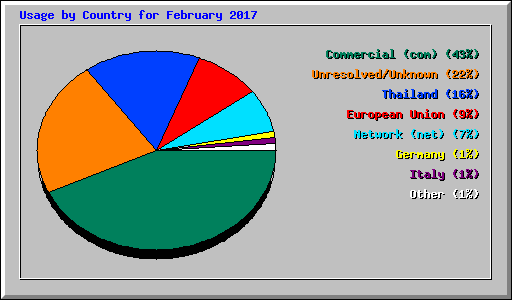 Usage by Country for February 2017
Commercial (com) (43%)
Unresolved/Unknown (22%)
Thailand (16%)
European Union (9%)
Network (net) (7%)
Germany (1%)
Italy (1%)
Other (1%)